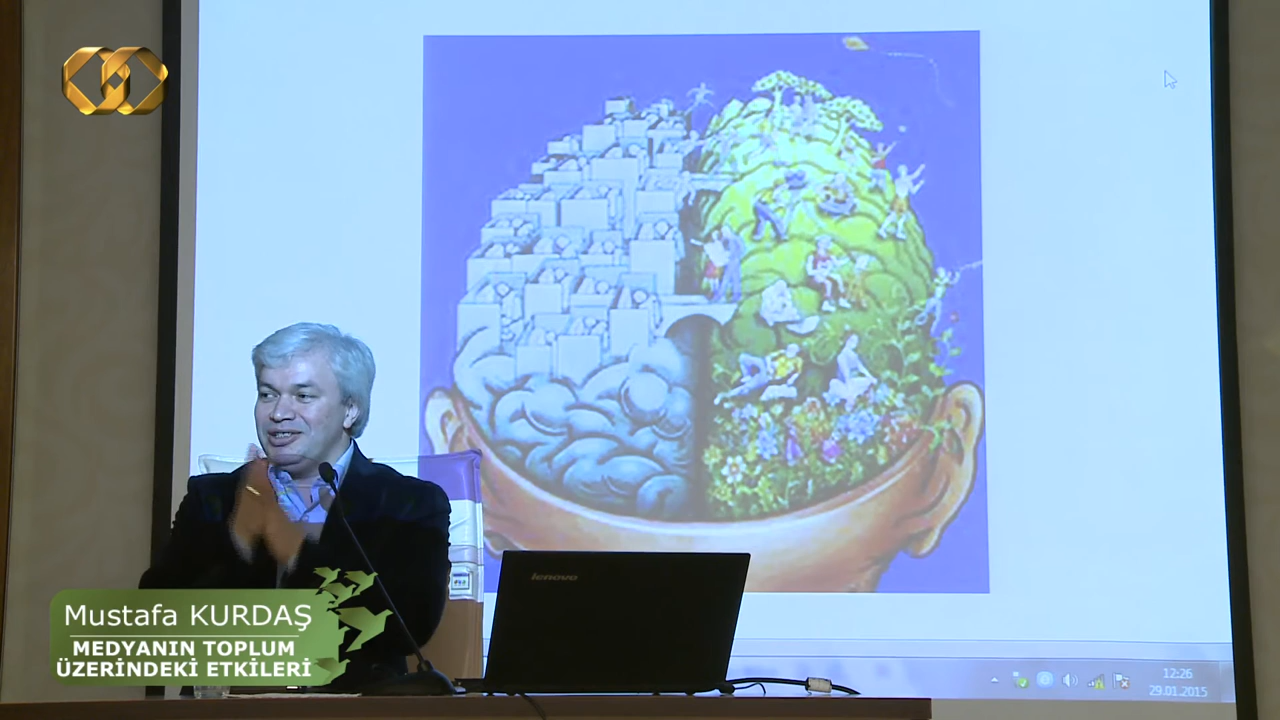 Mustafa KURDAŞ
MEDYANIN TOPLUM
ÜZERİNDEKİ ETKİLERİ
lenovo
12:26
29.01.2015